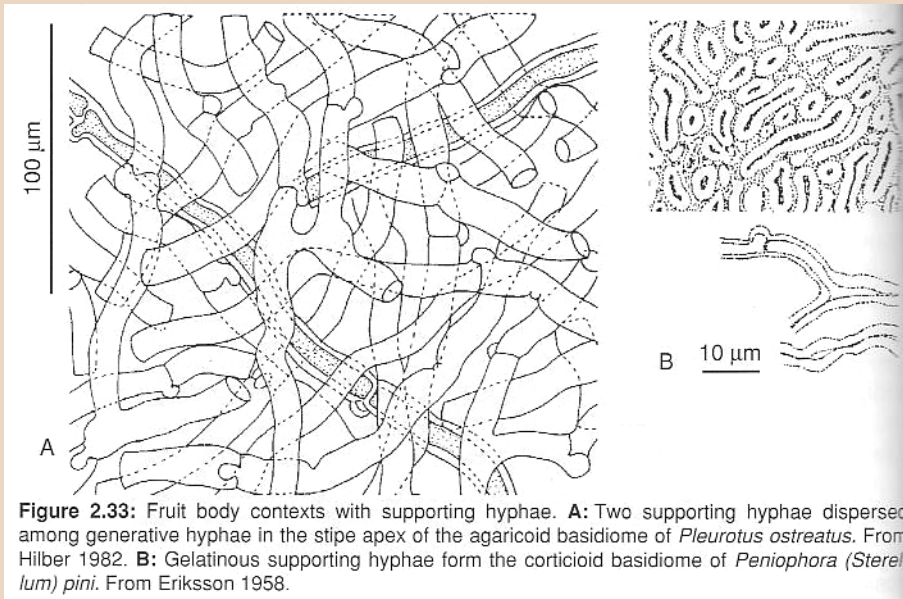 100 µm
A
B 10 µm
Figure 2.33: Fruit body contexts with supporting hyphae. A: Two supporting hyphae dispersed
among generative hyphae in the stipe apex of the agaricoid basidiome of Pleurotus ostreatus. From
Hilber 1982. B: Gelatinous supporting hyphae form the corticioid basidiome of Peniophora (Sterel-
lum) pini. From Eriksson 1958.